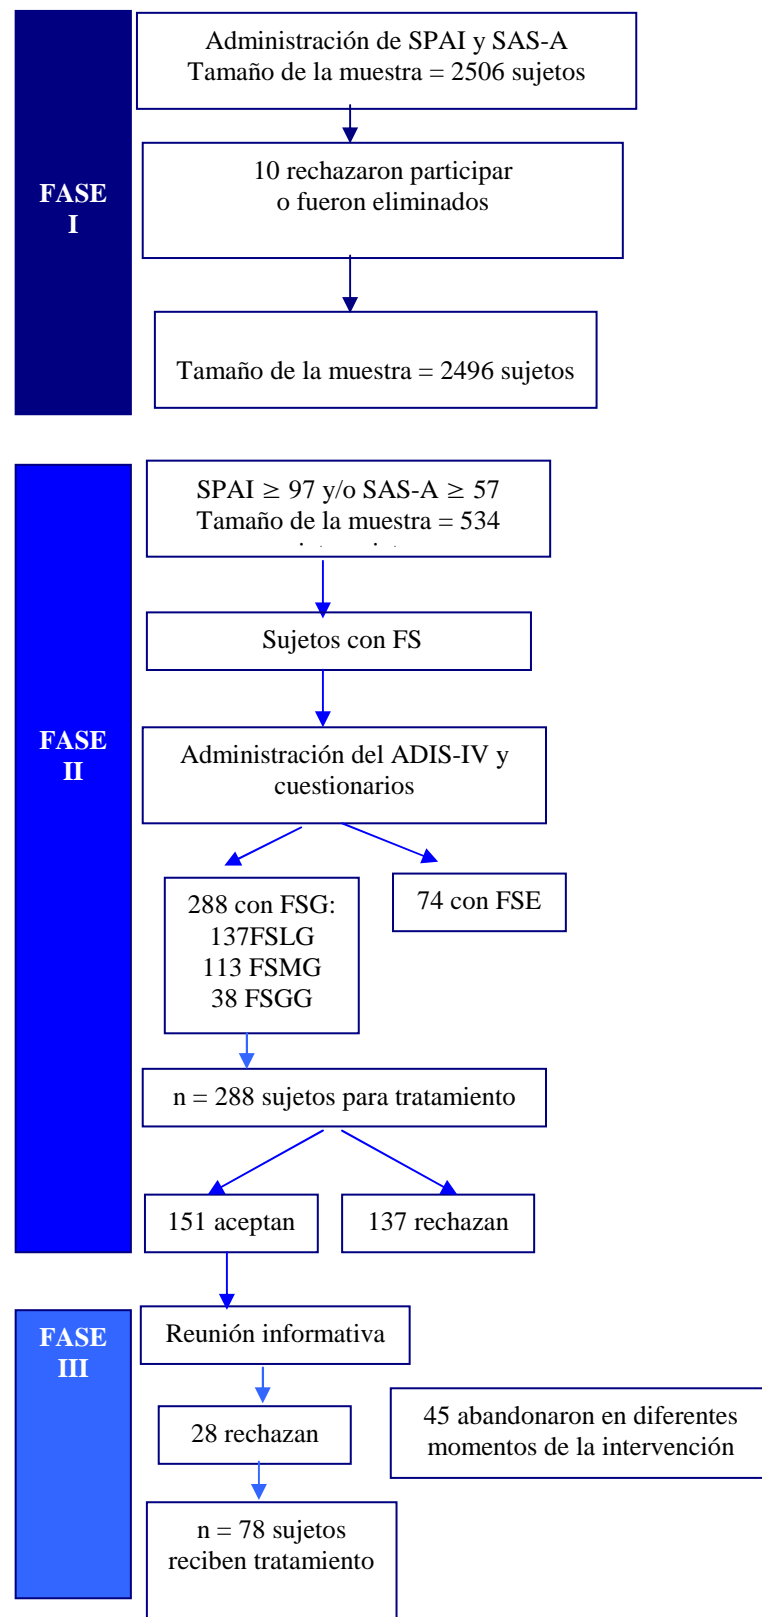 Administración de SPAI y SAS-A
Tamaño de la muestra = 2506 sujetos
FASE
I
10 rechazaron participar
o fueron eliminados
Tamaño de la muestra = 2496 sujetos
SPAI ≥ 97 y/o SAS-A ≥ 57
Tamaño de la muestra = 534
Sujetos con FS
FASE
II
Administración del ADIS-IV y
cuestionarios
288 con FSG:
137FSLG
113 FSMG
38 FSGG
74 con FSE
n = 288 sujetos para tratamiento
151 aceptan
137 rechazan
FASE
III
Reunión informativa
28 rechazan
45 abandonaron en diferentes
momentos de la intervención
n = 78 sujetos
reciben tratamiento